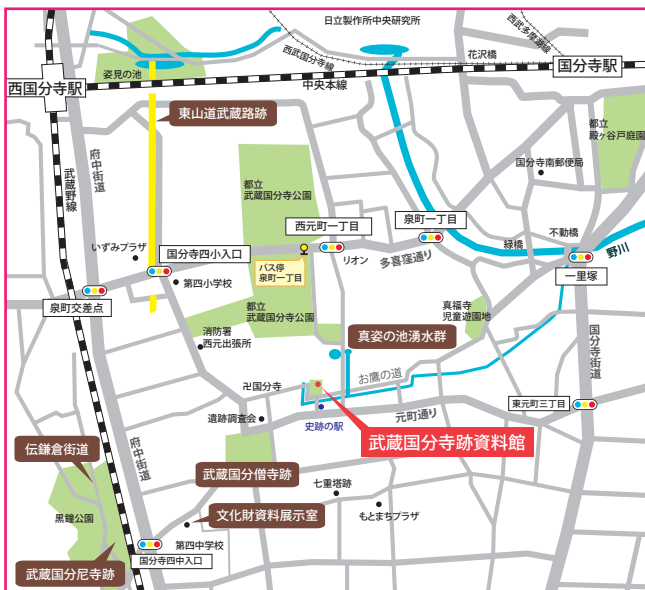 日立製作所中央研究所
西武多摩湖線
花沢橋
西武国分寺線
国分寺駅
姿見の池
西国分寺駅
中央本線
東山道武蔵路跡
都立
殿ヶ谷戸庭園
府中街道
武蔵野線
国分寺南郵便局
都立
武蔵国分寺公園
西元町一丁目
泉町一丁目
不動橋
いずみプラザ
国分寺四小入口
リオン
多喜窪通り
緑橋
野川
バス停
泉町一丁目
第四小学校
一里塚
泉町交差点
都立
武蔵国分寺公園
真福寺
児童遊園地
消防署
西元出張所
真姿の池湧水群
国分寺街道
お鷹の道
卍国分寺
東元町三丁目
遺跡調査会
史跡の駅
元町通り
武蔵国分寺跡資料館
府中街道
伝鎌倉街道
武蔵国分僧寺跡
七重塔跡
黒鐘公園
文化財資料展示室
もとまちプラザ
第四中学校
国分寺四中入口
武蔵国分尼寺跡